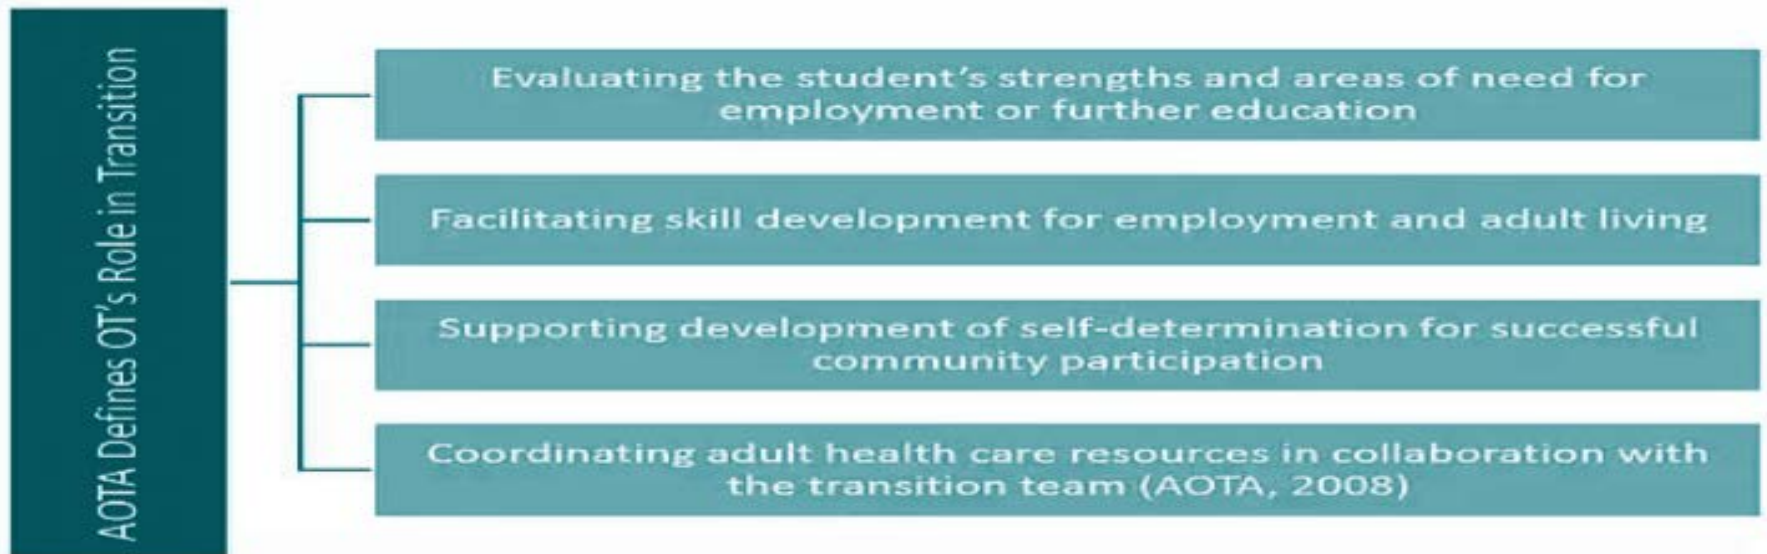 AOTA Defines OT's Role in Transition
Evaluating the student's strengths and areas of need for
employment or further education
Facilitating skill development for employment and adult living
Supporting development of self-determination for successful
community participation
Coordinating adult health care resources in collaboration with
the transition team (AOTA, 2008)